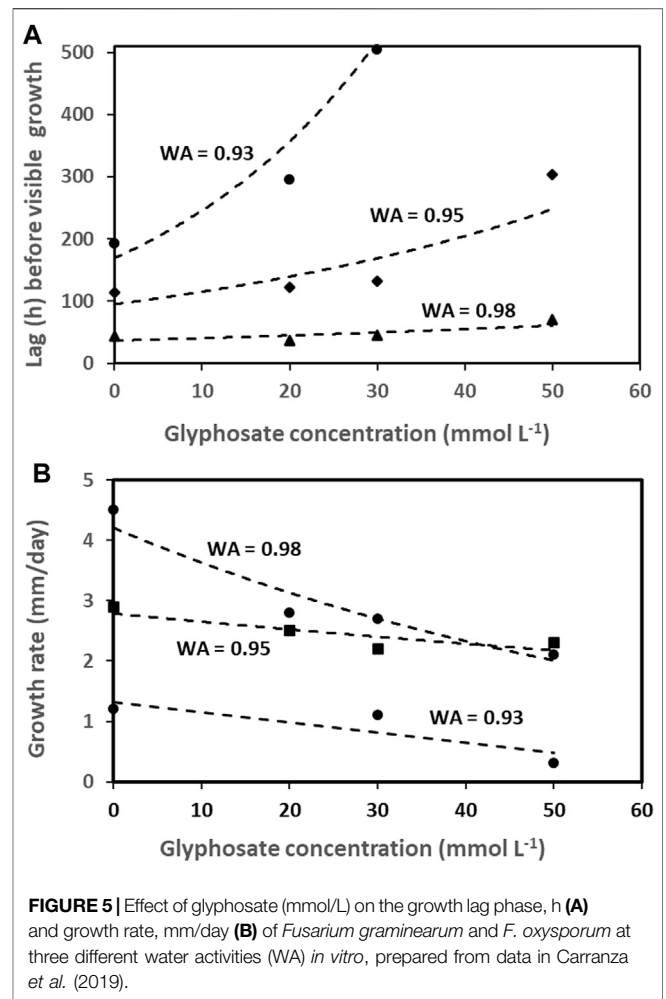 A
Lag (h) before visible growth
500
400
300
200
100
0
WA = 0.93
WA = 0.95
WA = 0.98
0 10 20 30 40 50 60
Glyphosate concentration (mmol L-1)
B
Growth rate (mm/day)
5
4
3
2
1
0
WA = 0.98
WA = 0.95
WA = 0.93
0 10 20 30 40 50 60
Glyphosate concentration (mmol L-1)
FIGURE 5 | Effect of glyphosate (mmol/L) on the growth lag phase, h (A)
and growth rate, mm/day (B) of Fusarium graminearum and F. oxysporum at
three different water activities (WA) in vitro, prepared from data in Carranza
et al. (2019).